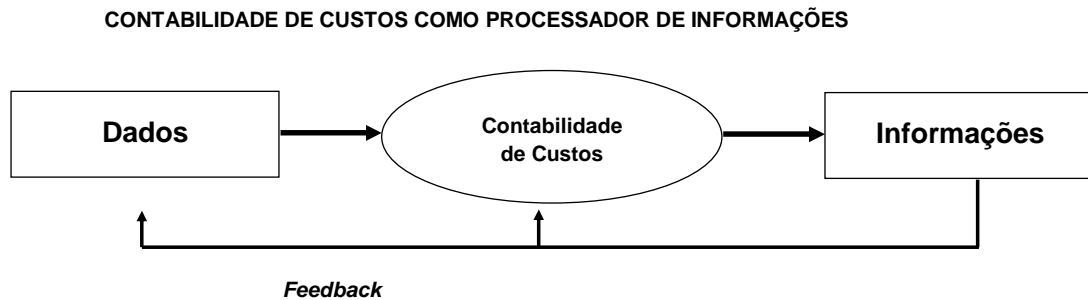 CONTABILIDADE DE CUSTOS COMO PROCESSADOR DE INFORMAÇÕES
Dados
Contabilidade
de Custos
Informações
Feedback